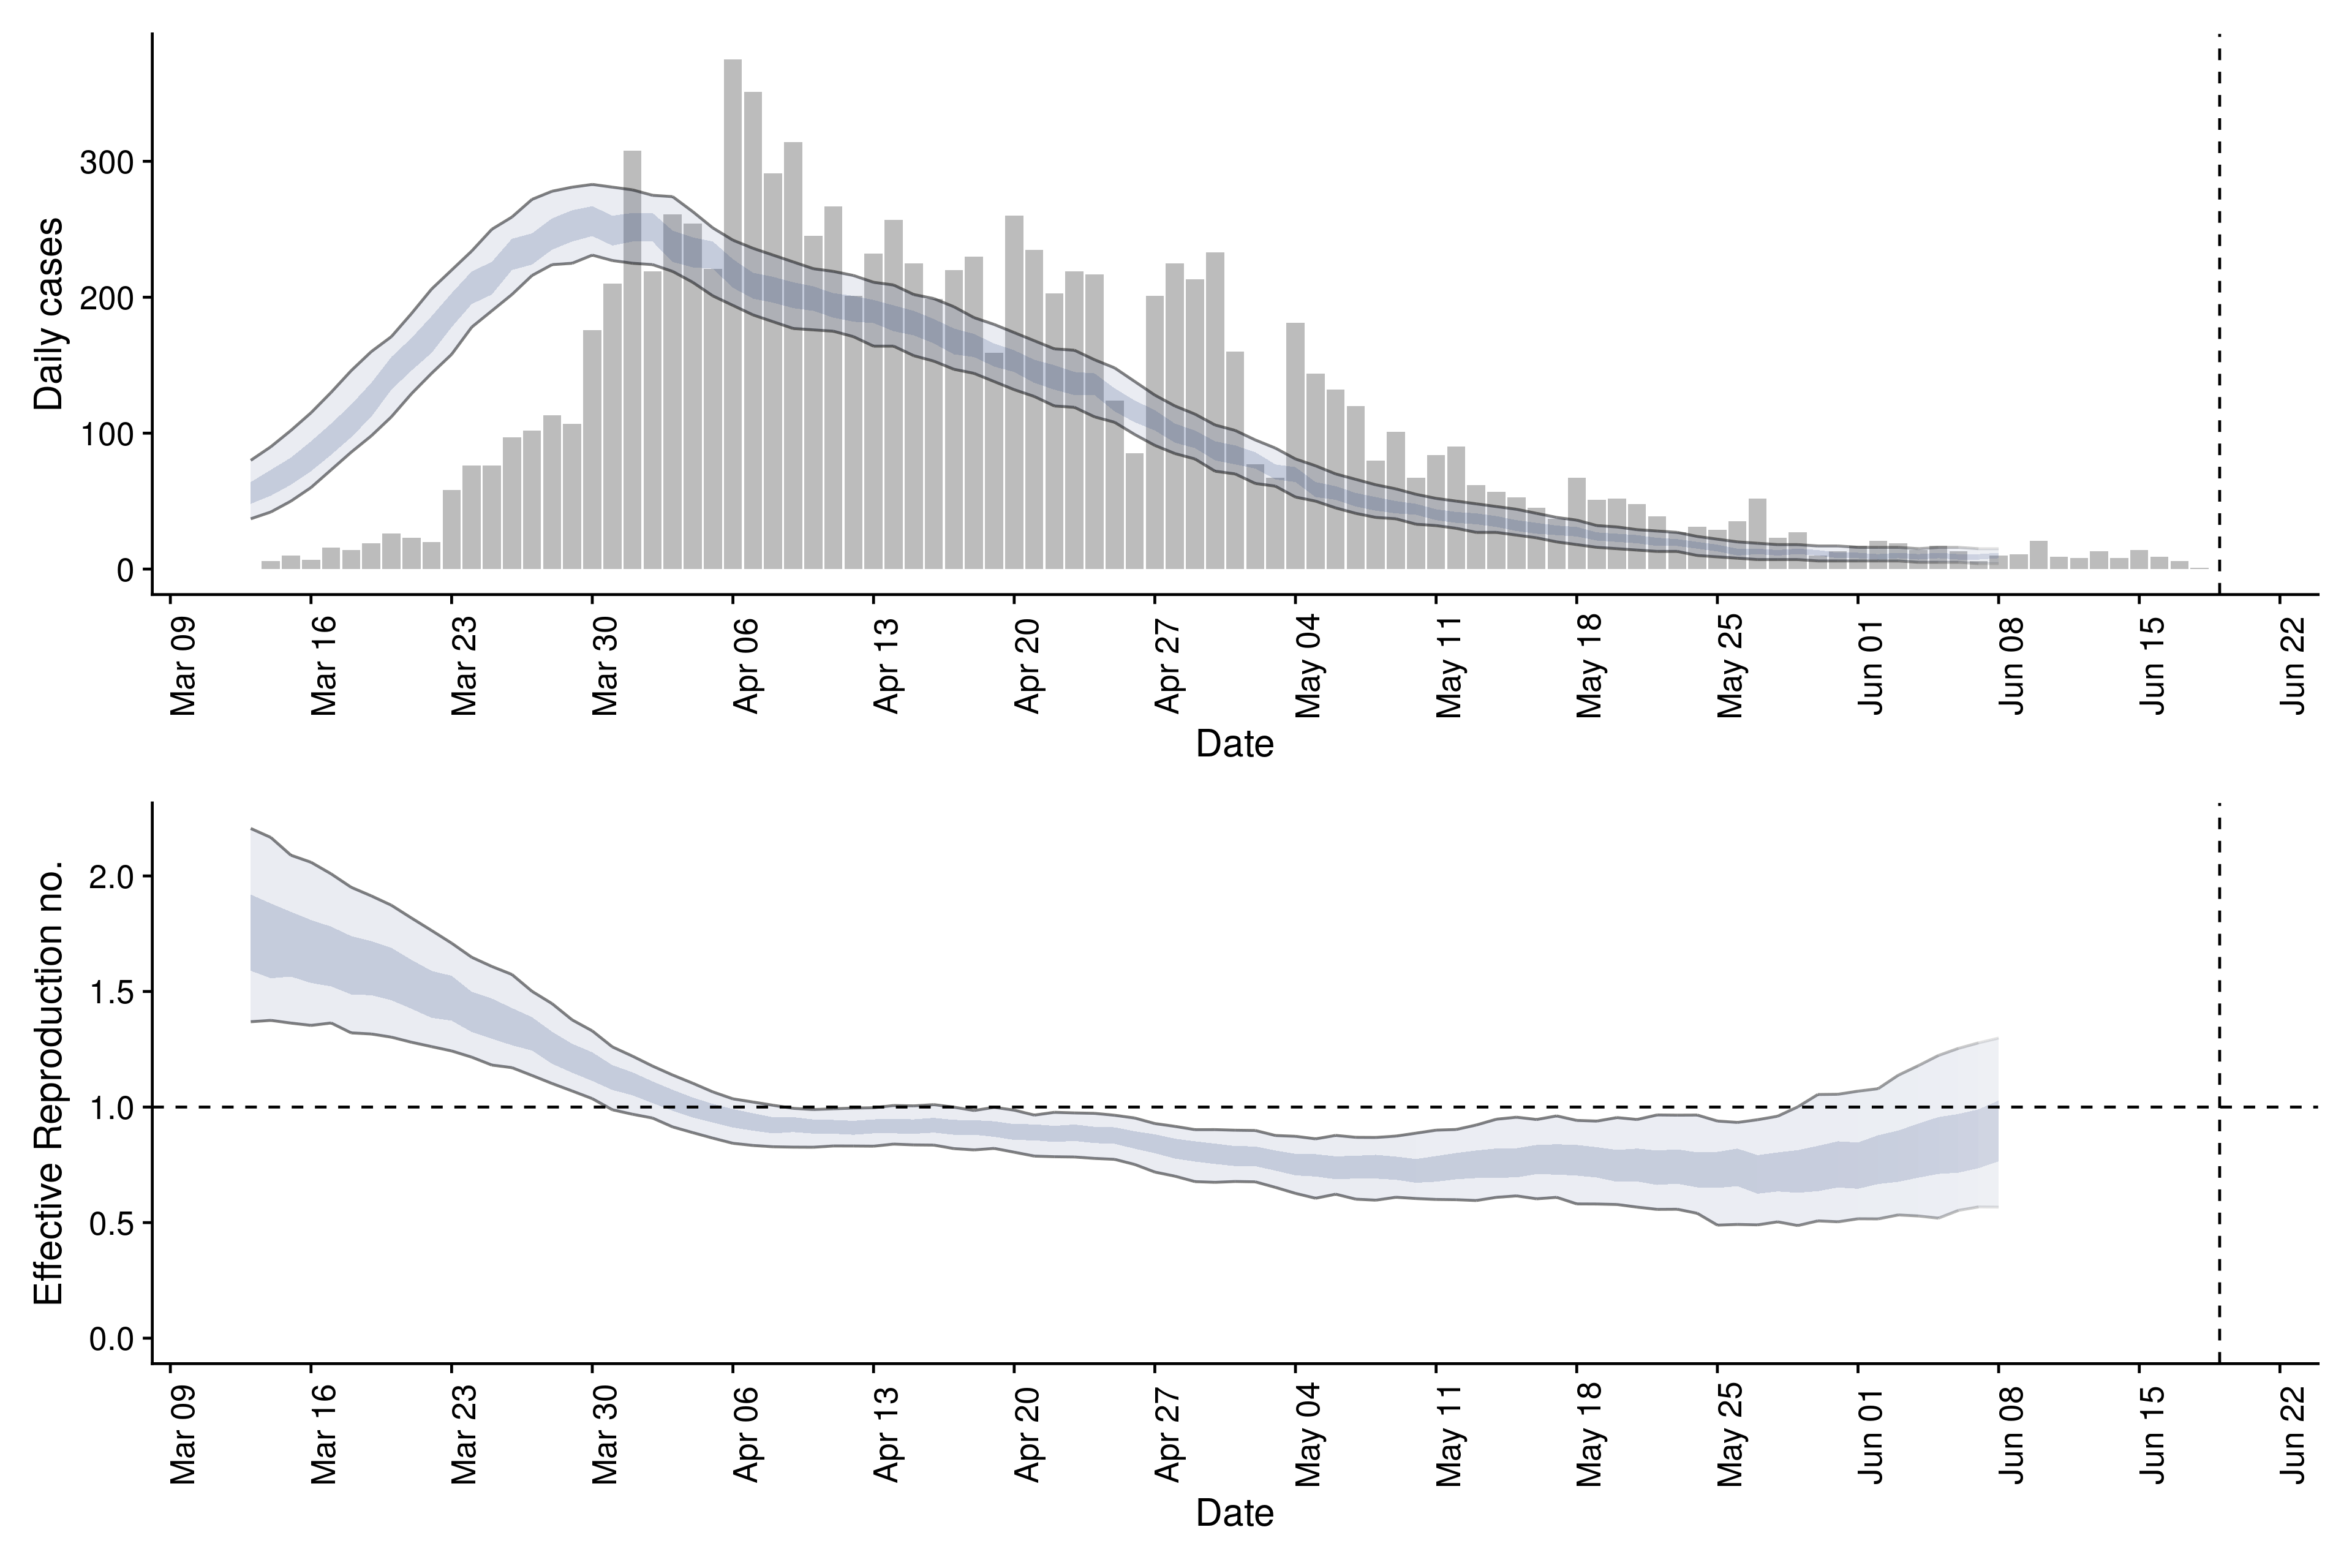 Daily cases
300
200
100
0
Mar 09
Mar 16
Mar 23
Mar 30
Apr 06
Apr 13
Apr 20
Apr 27
May 04
May 11
May 18
May 25
Jun 01
Jun 08
Jun 15
Jun 22
Date
Effective Reproduction no.
2.0
1.5
1.0
0.5
0.0
Mar 09
Mar 16
Mar 23
Mar 30
Apr 06
Apr 13
Apr 20
Apr 27
May 04
May 11
May 18
May 25
Jun 01
Jun 08
Jun 15
Jun 22
Date